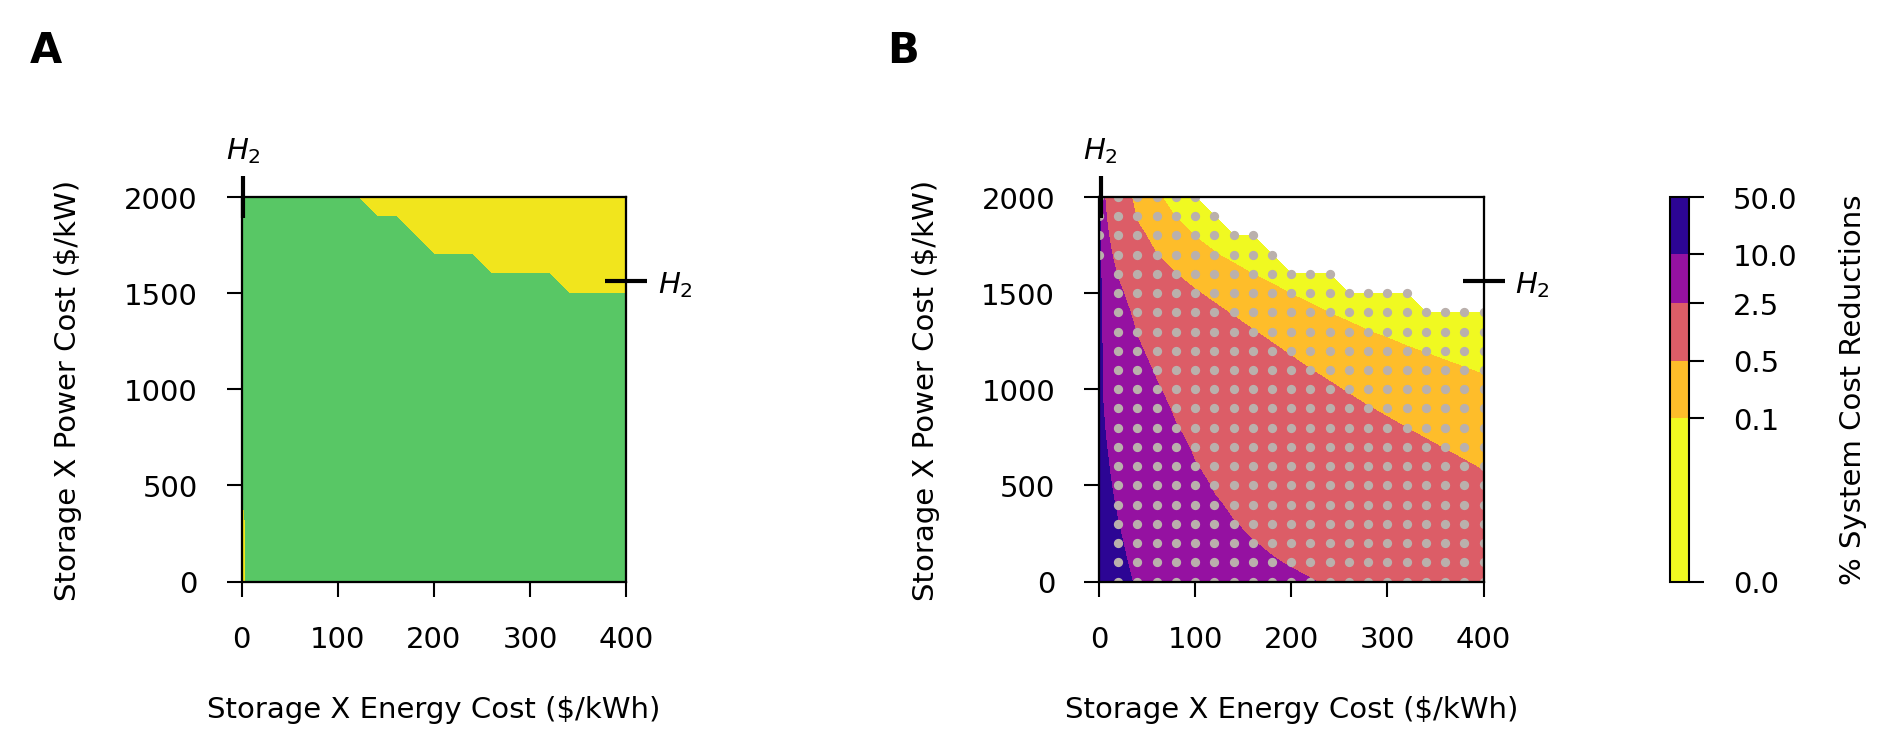 A
H₂
2000
1500
1000
500
0
H₂
0 100 200 300 400
Storage X Energy Cost ($/kWh)
Storage X Power Cost ($/kW)
B
H₂
2000
1500
1000
500
0
H₂
0 100 200 300 400
Storage X Energy Cost ($/kWh)
Storage X Power Cost ($/kW)
50.0
10.0
2.5
0.5
0.1
0.0
% System Cost Reductions